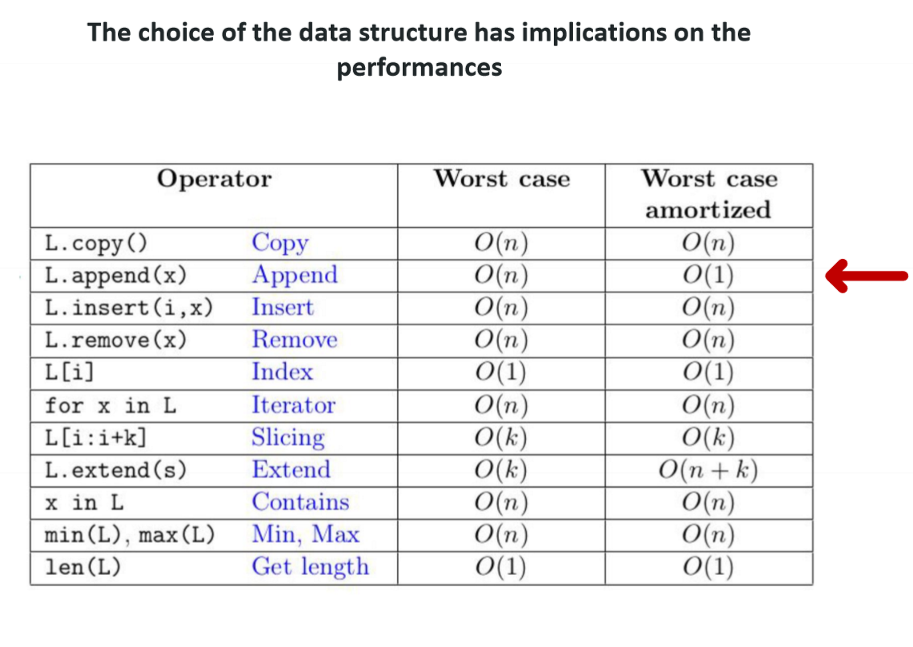 The choice of the data structure has implications on the
performances
Operator Worst case Worst case
amortized
L.copy() Copy O(n) O(n)
L.append(x) Append O(n) O(1)
L.insert(i,x) Insert O(n) O(n)
L.remove(x) Remove O(n) O(n)
L[i] Index O(1) O(1)
for x in L Iterator O(n) O(n)
L[i:i+k] Slicing O(k) O(k)
L.extend(s) Extend O(k) O(n + k)
x in L Contains O(n) O(n)
min(L), max(L) Min, Max O(n) O(n)
len(L) Get length O(1) O(1)